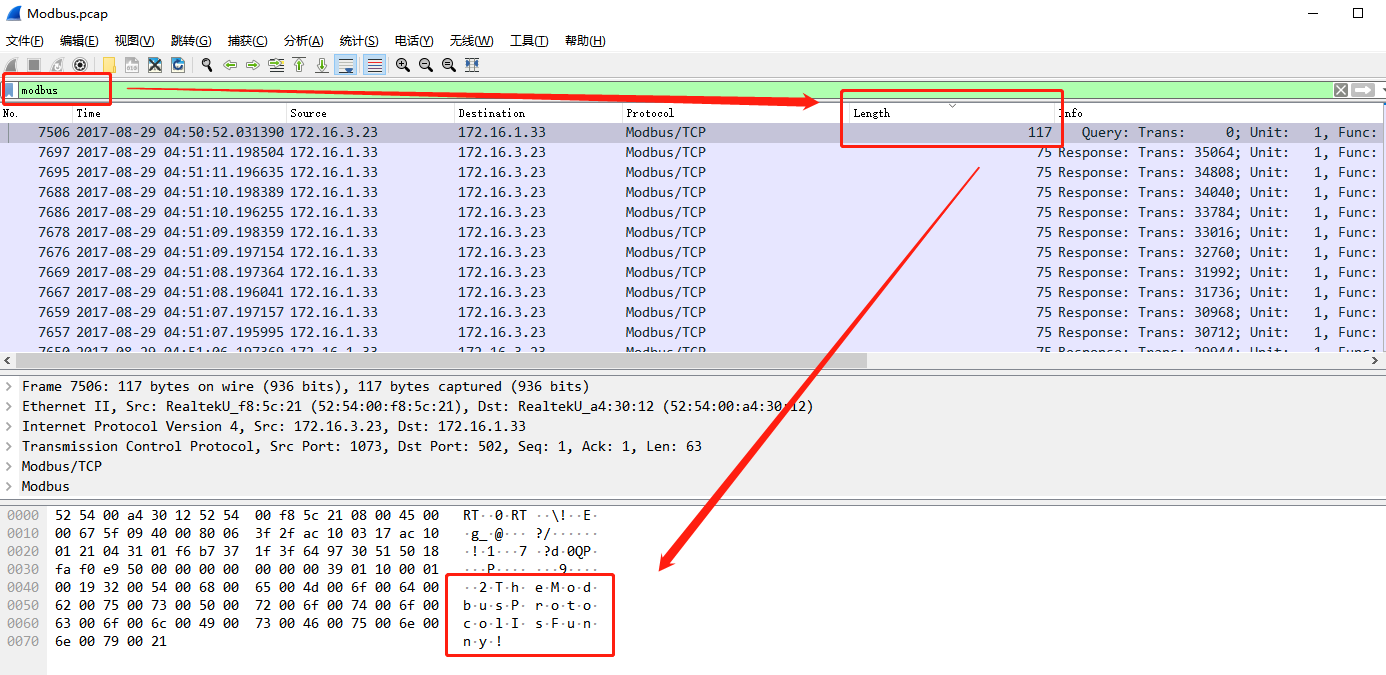 Modbus.pcap
文件(F) 编辑(E) 视图(V) 跳转(G) 捕获(C) 分析(A) 统计(S) 电话(Y) 无线(W) 工具(T) 帮助(H)
modbus
No. Time Source Destination Protocol Length Info
7506 2017-08-29 04:50:52.031390 172.16.3.23 172.16.1.33 Modbus/TCP 117 Query: Trans: 0; Unit: 1, Func:
7697 2017-08-29 04:51:11.198504 172.16.1.33 172.16.3.23 Modbus/TCP 75 Response: Trans: 35064; Unit: 1, Func:
7695 2017-08-29 04:51:11.196635 172.16.1.33 172.16.3.23 Modbus/TCP 75 Response: Trans: 34808; Unit: 1, Func:
7688 2017-08-29 04:51:10.198389 172.16.1.33 172.16.3.23 Modbus/TCP 75 Response: Trans: 34040; Unit: 1, Func:
7686 2017-08-29 04:51:10.196255 172.16.1.33 172.16.3.23 Modbus/TCP 75 Response: Trans: 33784; Unit: 1, Func:
7678 2017-08-29 04:51:09.198359 172.16.1.33 172.16.3.23 Modbus/TCP 75 Response: Trans: 33016; Unit: 1, Func:
7676 2017-08-29 04:51:09.197154 172.16.1.33 172.16.3.23 Modbus/TCP 75 Response: Trans: 32760; Unit: 1, Func:
7669 2017-08-29 04:51:08.197364 172.16.1.33 172.16.3.23 Modbus/TCP 75 Response: Trans: 31992; Unit: 1, Func:
7667 2017-08-29 04:51:08.196041 172.16.1.33 172.16.3.23 Modbus/TCP 75 Response: Trans: 31736; Unit: 1, Func:
7659 2017-08-29 04:51:07.197157 172.16.1.33 172.16.3.23 Modbus/TCP 75 Response: Trans: 30968; Unit: 1, Func:
7657 2017-08-29 04:51:07.195995 172.16.1.33 172.16.3.23 Modbus/TCP 75 Response: Trans: 30712; Unit: 1, Func:
7650 2017-08-29 04:51:06.197369 172.16.1.33 172.16.3.23 Modbus/TCP 75 Response: Trans: 29944; Unit: 1, Func:
Frame 7506: 117 bytes on wire (936 bits), 117 bytes captured (936 bits)
Ethernet II, Src: RealtekU_f8:5c:21 (52:54:00:f8:5c:21), Dst: RealtekU_a4:30:12 (52:54:00:a4:30:12)
Internet Protocol Version 4, Src: 172.16.3.23, Dst: 172.16.1.33
Transmission Control Protocol, Src Port: 1073, Dst Port: 502, Seq: 1, Ack: 1, Len: 63
Modbus/TCP
Modbus
0000 52 54 00 a4 30 12 52 54 00 f8 5c 21 08 00 45 00 RT··0·RT ··\!··E·
0010 00 67 5f 09 40 00 80 06 3f 2f ac 10 03 17 ac 10 ·g_·@··· ?/······
0020 01 21 04 31 01 f6 b7 37 1f 3f 64 97 30 51 50 18 ·!·1···7 ·?d·0QP·
0030 fa f0 e9 50 00 00 00 00 00 00 00 39 01 10 00 01 ···P···· ···9····
0040 00 19 32 00 54 00 68 00 65 00 4d 00 6f 00 64 00 ··2·T·h· e·M·o·d·
0050 62 00 75 00 73 00 50 00 72 00 6f 00 74 00 6f 00 b·u·s·P· r·o·t·o·
0060 63 00 6f 00 6c 00 49 00 73 00 46 00 75 00 6e 00 c·o·l·I· s·F·u·n·
0070 6e 00 79 00 21 n·y·!